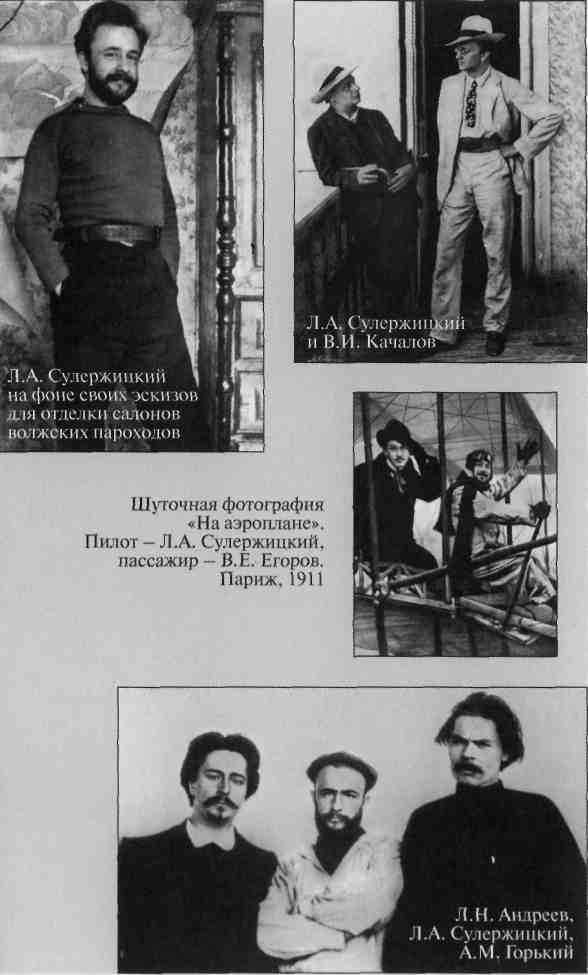 Л.А. Сулержицкий
на фоне своих эскизов
для отделки салонов
волжских пароходов
Л.А. Сулержицкий
и В.И. Качалов
Шуточная фотография
«На аэроплане».
Пилот – Л.А. Сулержицкий,
пассажир – В.Е. Егоров.
Париж, 1911
Л.Н. Андреев,
Л.А. Сулержицкий,
А.М. Горький